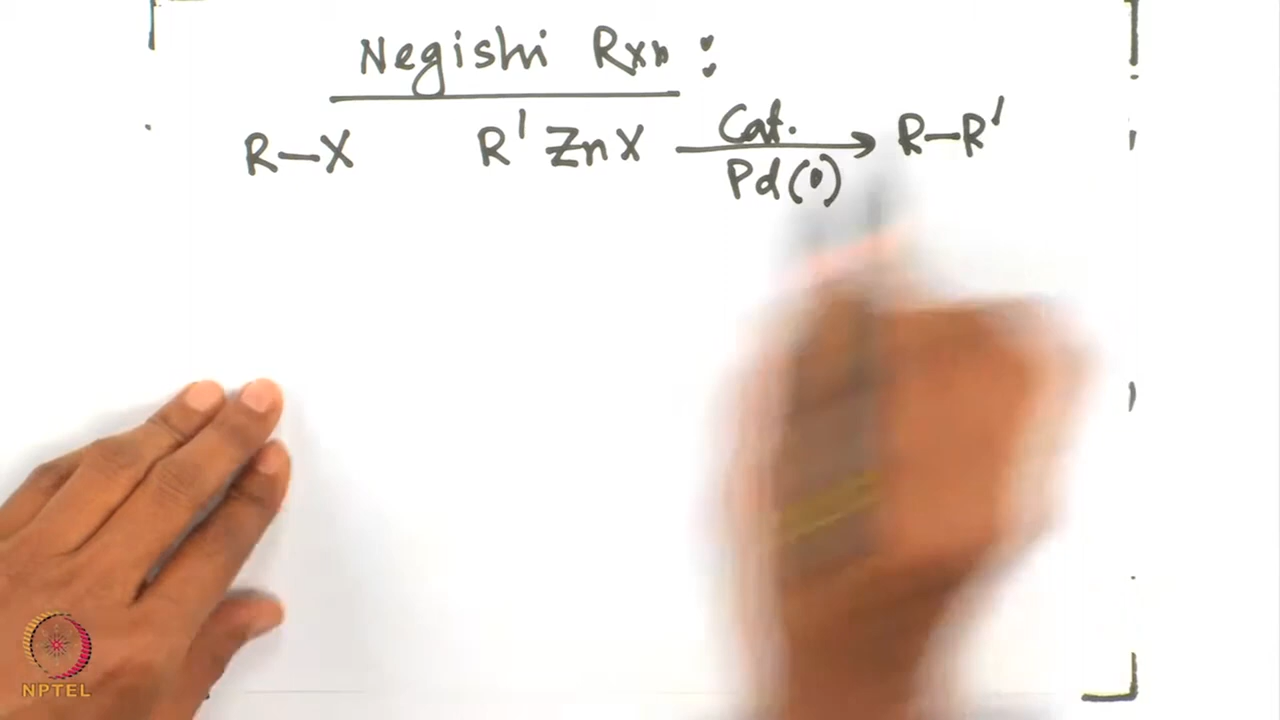 Negishi Rxn :
R-X R' ZnX Cat. Pd(0) → R-R'
NPTEL